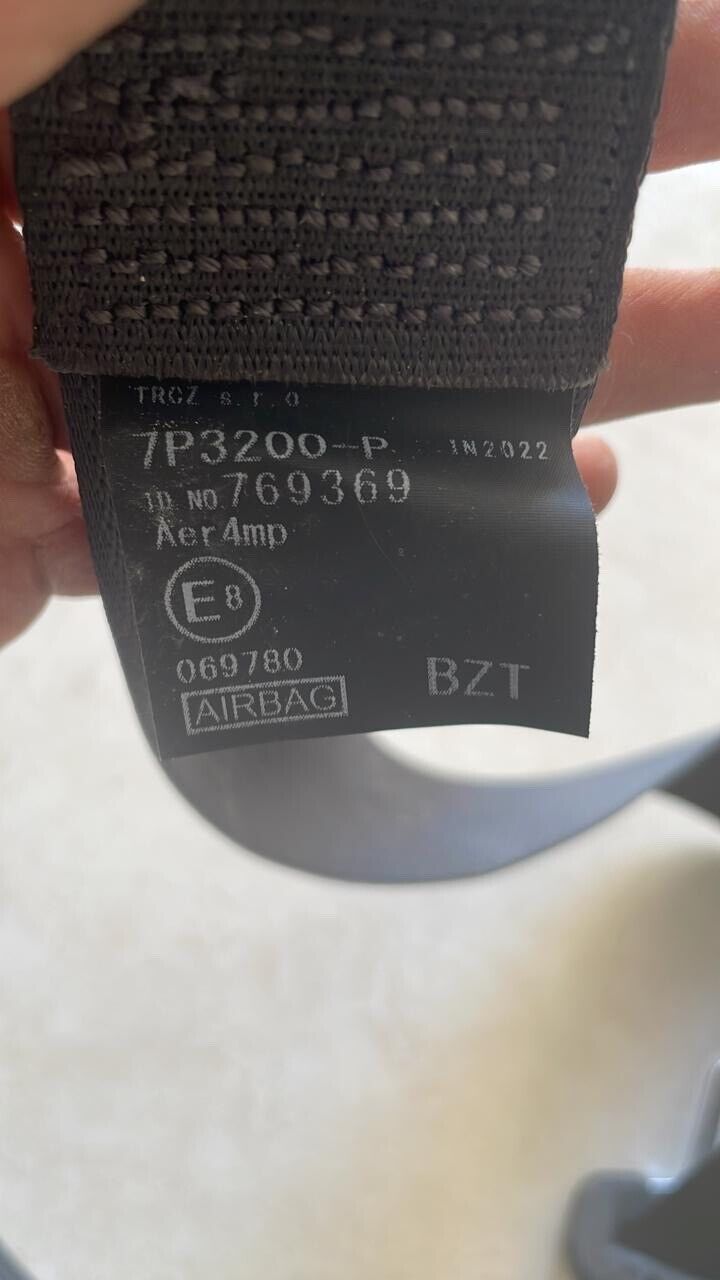 TRCZ s.r.o
7P3200-P 1N2022
ID NO. 769369
Aer4mp
E8
069780
AIRBAG BZT